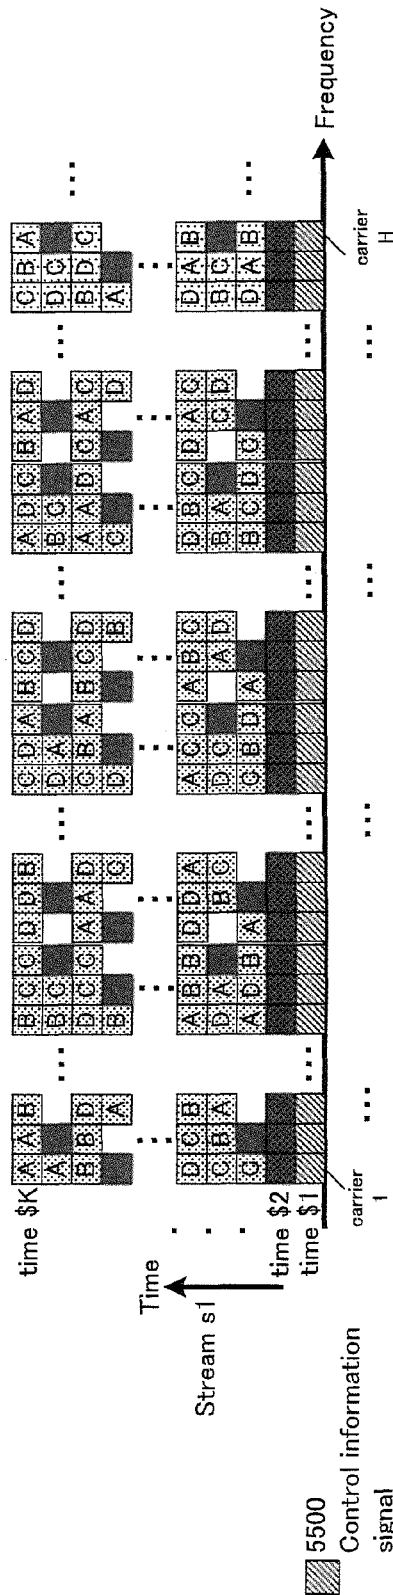 time $K A A B B C C D D B C D A B C D A D C B A D C B A
A B C D A B C D C
B B D D C C A A D C B A B C D A A D C A C B D C
A B C D B C D A
Time
D C B A B B D D A A C C A B C D B C D A C D A B
C B A D A B C D C A D B A C D B C
C A D B A C B D A B C D C D A B
Stream s1
time $2
time $1
Frequency
carrier 1
carrier H
5500 Control information signal